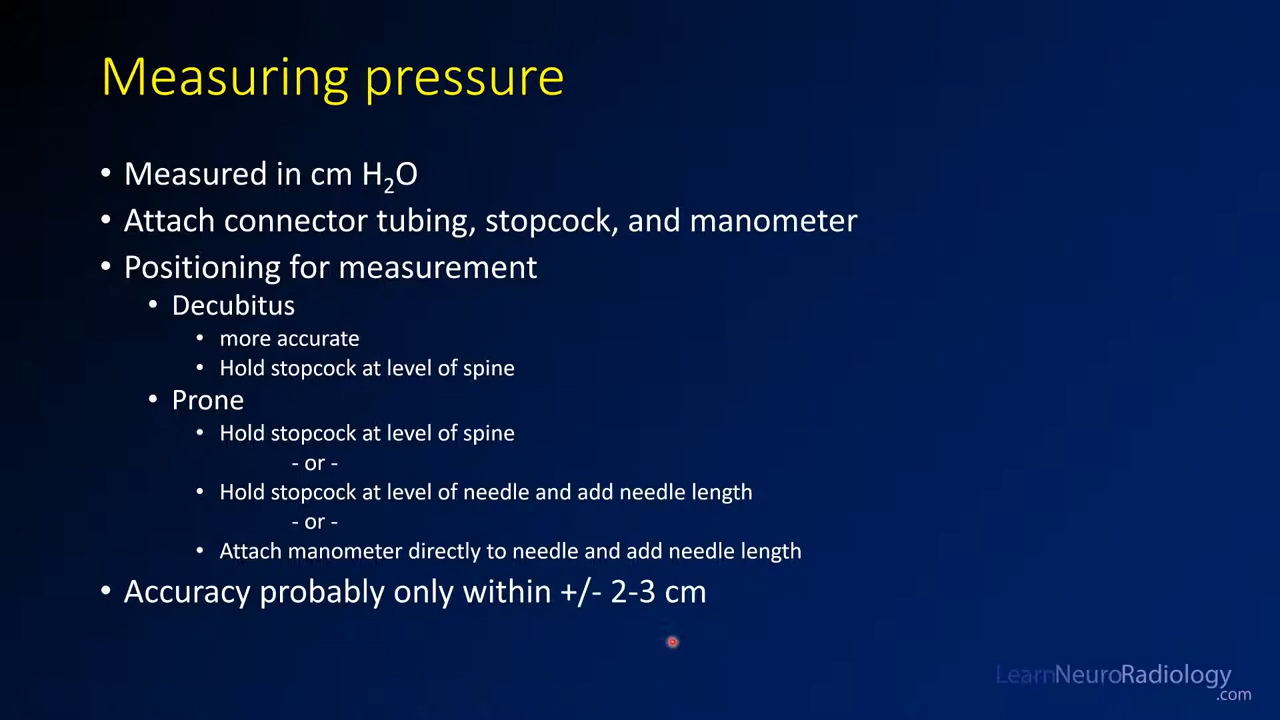 Measuring pressure
• Measured in cm H₂O
• Attach connector tubing, stopcock, and manometer
• Positioning for measurement
• Decubitus
• more accurate
• Hold stopcock at level of spine
• Prone
• Hold stopcock at level of spine
- or -
• Hold stopcock at level of needle and add needle length
- or -
• Attach manometer directly to needle and add needle length
• Accuracy probably only within +/- 2-3 cm
LearnNeuroRadiology
.com